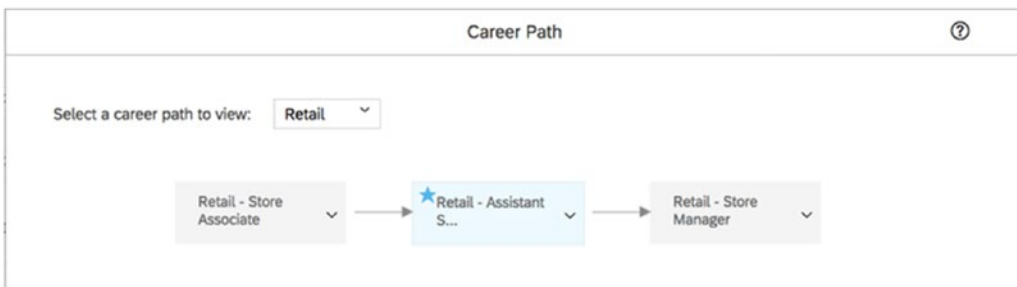 Career Path
Select a career path to view: Retail
Retail - Store
Associate
Retail - Assistant
S...
Retail - Store
Manager